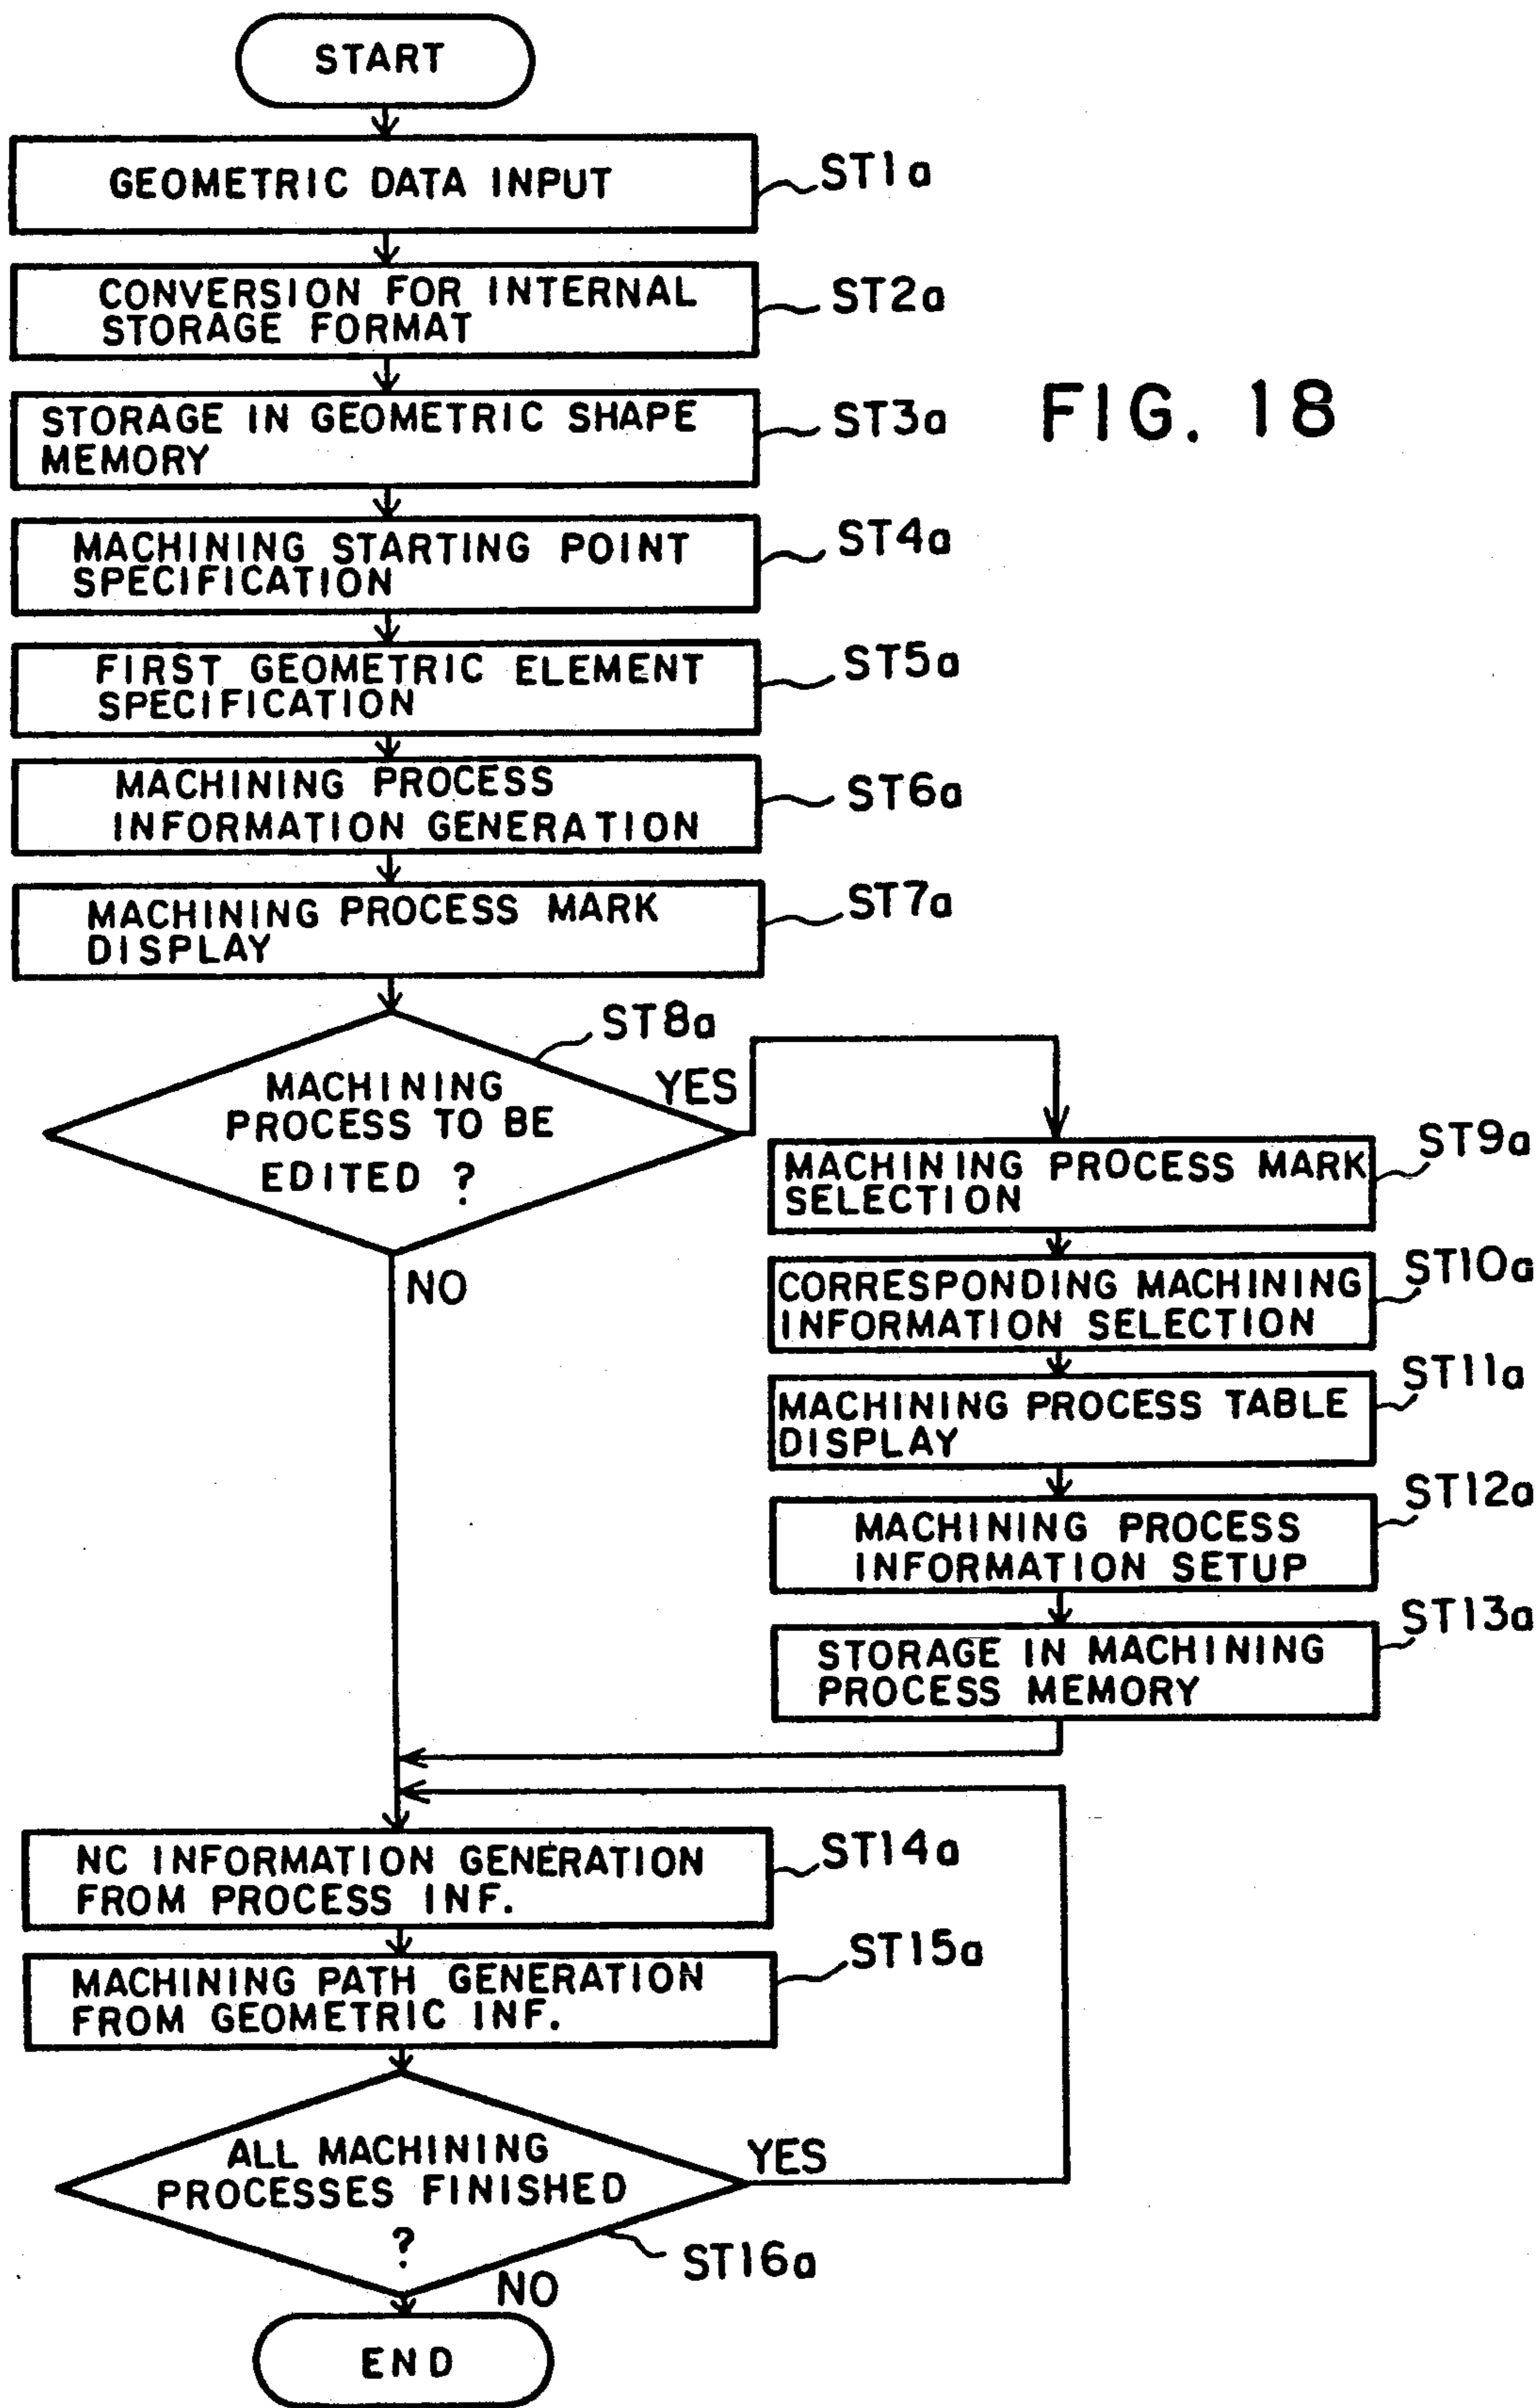 START
GEOMETRIC DATA INPUT
ST1a
CONVERSION FOR INTERNAL
STORAGE FORMAT
ST2a
STORAGE IN GEOMETRIC SHAPE
MEMORY
ST3a
FIG. 18
MACHINING STARTING POINT
SPECIFICATION
ST4a
FIRST GEOMETRIC ELEMENT
SPECIFICATION
ST5a
MACHINING PROCESS
INFORMATION GENERATION
ST6a
MACHINING PROCESS MARK
DISPLAY
ST7a
ST8a
MACHINING
PROCESS TO BE
EDITED ?
YES
NO
MACHINING PROCESS MARK
SELECTION
ST9a
CORRESPONDING MACHINING
INFORMATION SELECTION
ST10a
MACHINING PROCESS TABLE
DISPLAY
ST11a
MACHINING PROCESS
INFORMATION SETUP
ST12a
STORAGE IN MACHINING
PROCESS MEMORY
ST13a
NC INFORMATION GENERATION
FROM PROCESS INF.
ST14a
MACHINING PATH GENERATION
FROM GEOMETRIC INF.
ST15a
ALL MACHINING
PROCESSES FINISHED
?
YES
ST16a
NO
END